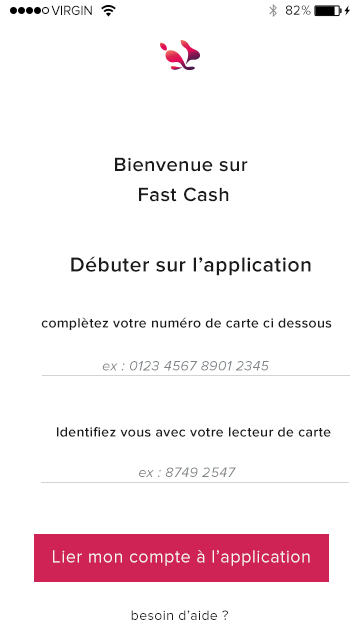 VIRGIN 82%
Bienvenue sur
Fast Cash
Débuter sur l’application
complètez votre numéro de carte ci dessous
ex : 0123 4567 8901 2345
Identifiez vous avec votre lecteur de carte
ex : 8749 2547
Lier mon compte à l’application
besoin d’aide ?